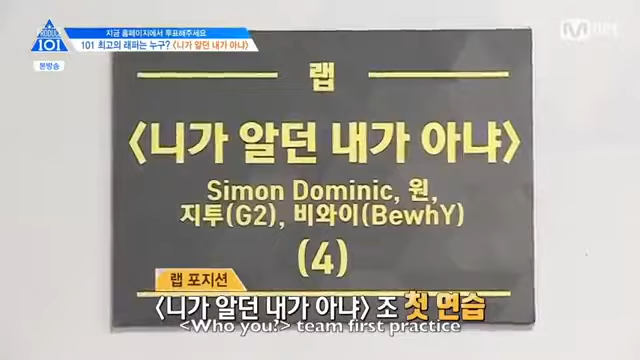 PRODUCE
101
본방송
지금 홈페이지에서 투표해주세요
101 최고의 래퍼는 누구? <니가 알던 내가 아냐>
Mnet
랩
<니가 알던 내가 아냐>
Simon Dominic, 원,
지투(G2), 비와이(BewhY)
(4)
랩 포지션
<니가 알던 내가 아냐> 조 첫 연습
<Who you?> team first practice